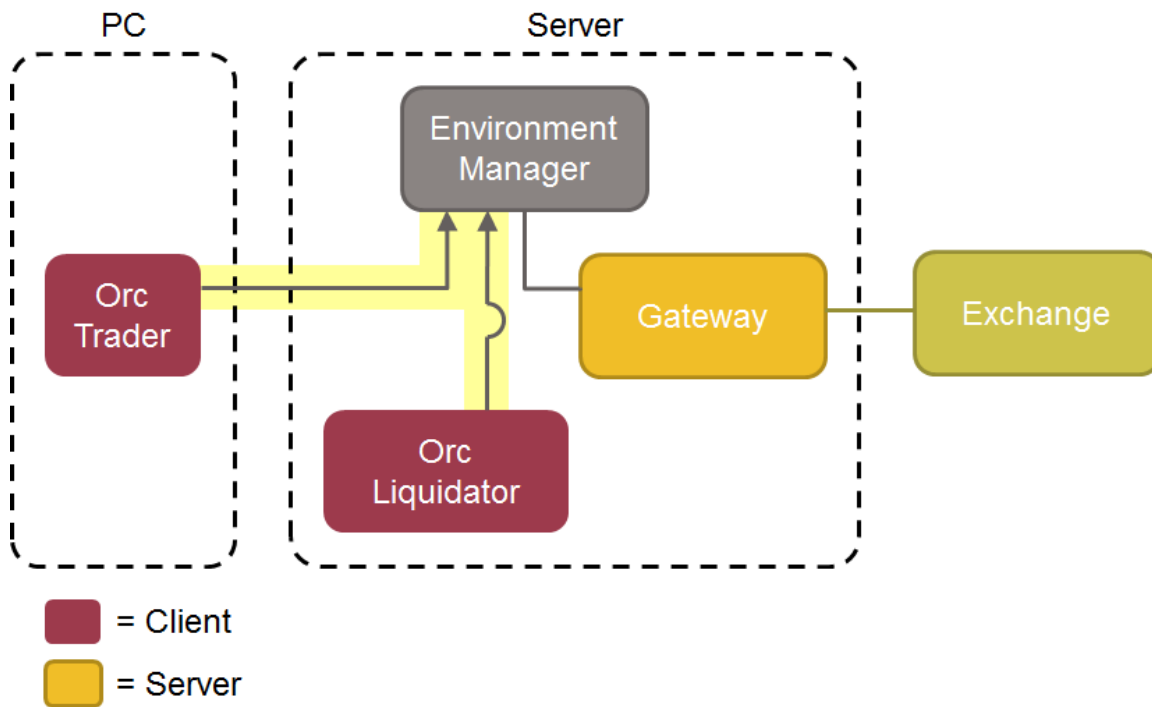 PC
Server
Environment
Manager
Orc
Trader
Gateway
Exchange
Orc
Liquidator
= Client
= Server